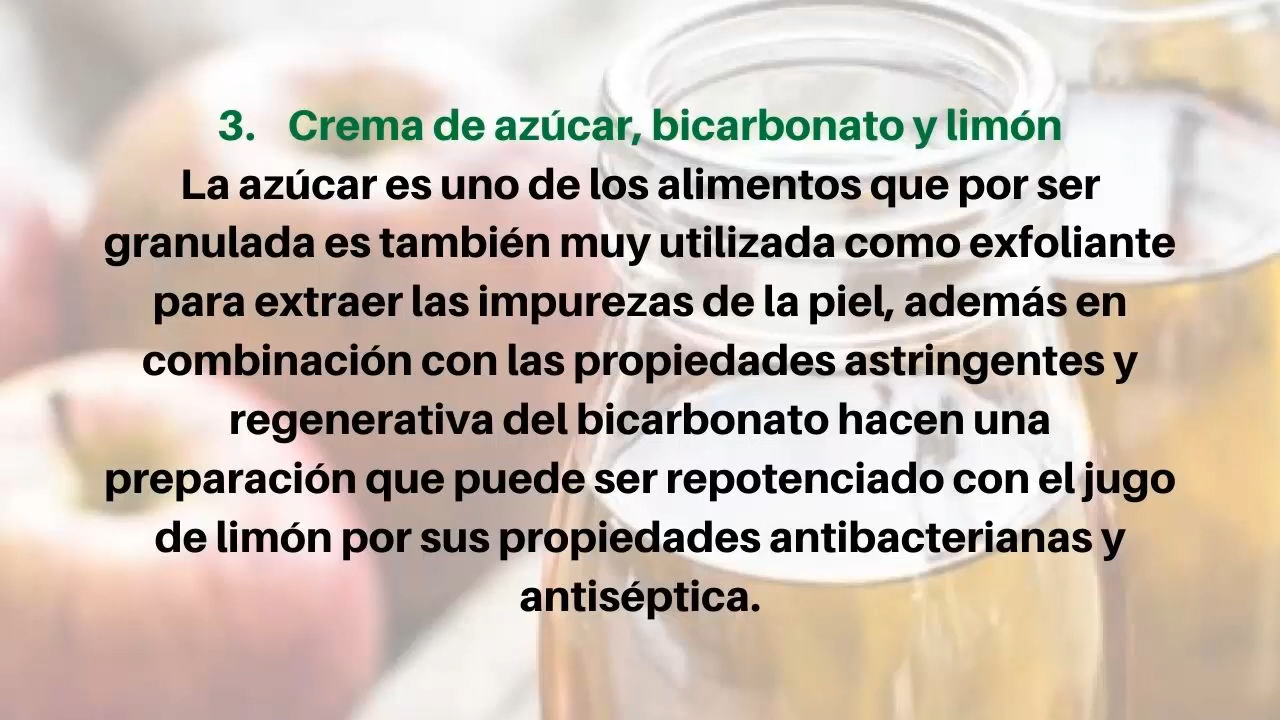 3. Crema de azúcar, bicarbonato y limón
La azúcar es uno de los alimentos que por ser
granulada es también muy utilizada como exfoliante
para extraer las impurezas de la piel, además en
combinación con las propiedades astringentes y
regenerativa del bicarbonato hacen una
preparación que puede ser repotenciado con el jugo
de limón por sus propiedades antibacterianas y
antiséptica.